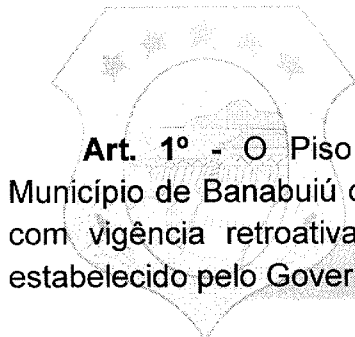 Art. 1º - O Piso
Município de Banabuiú
com vigência retroativa
estabelecido pelo Gover